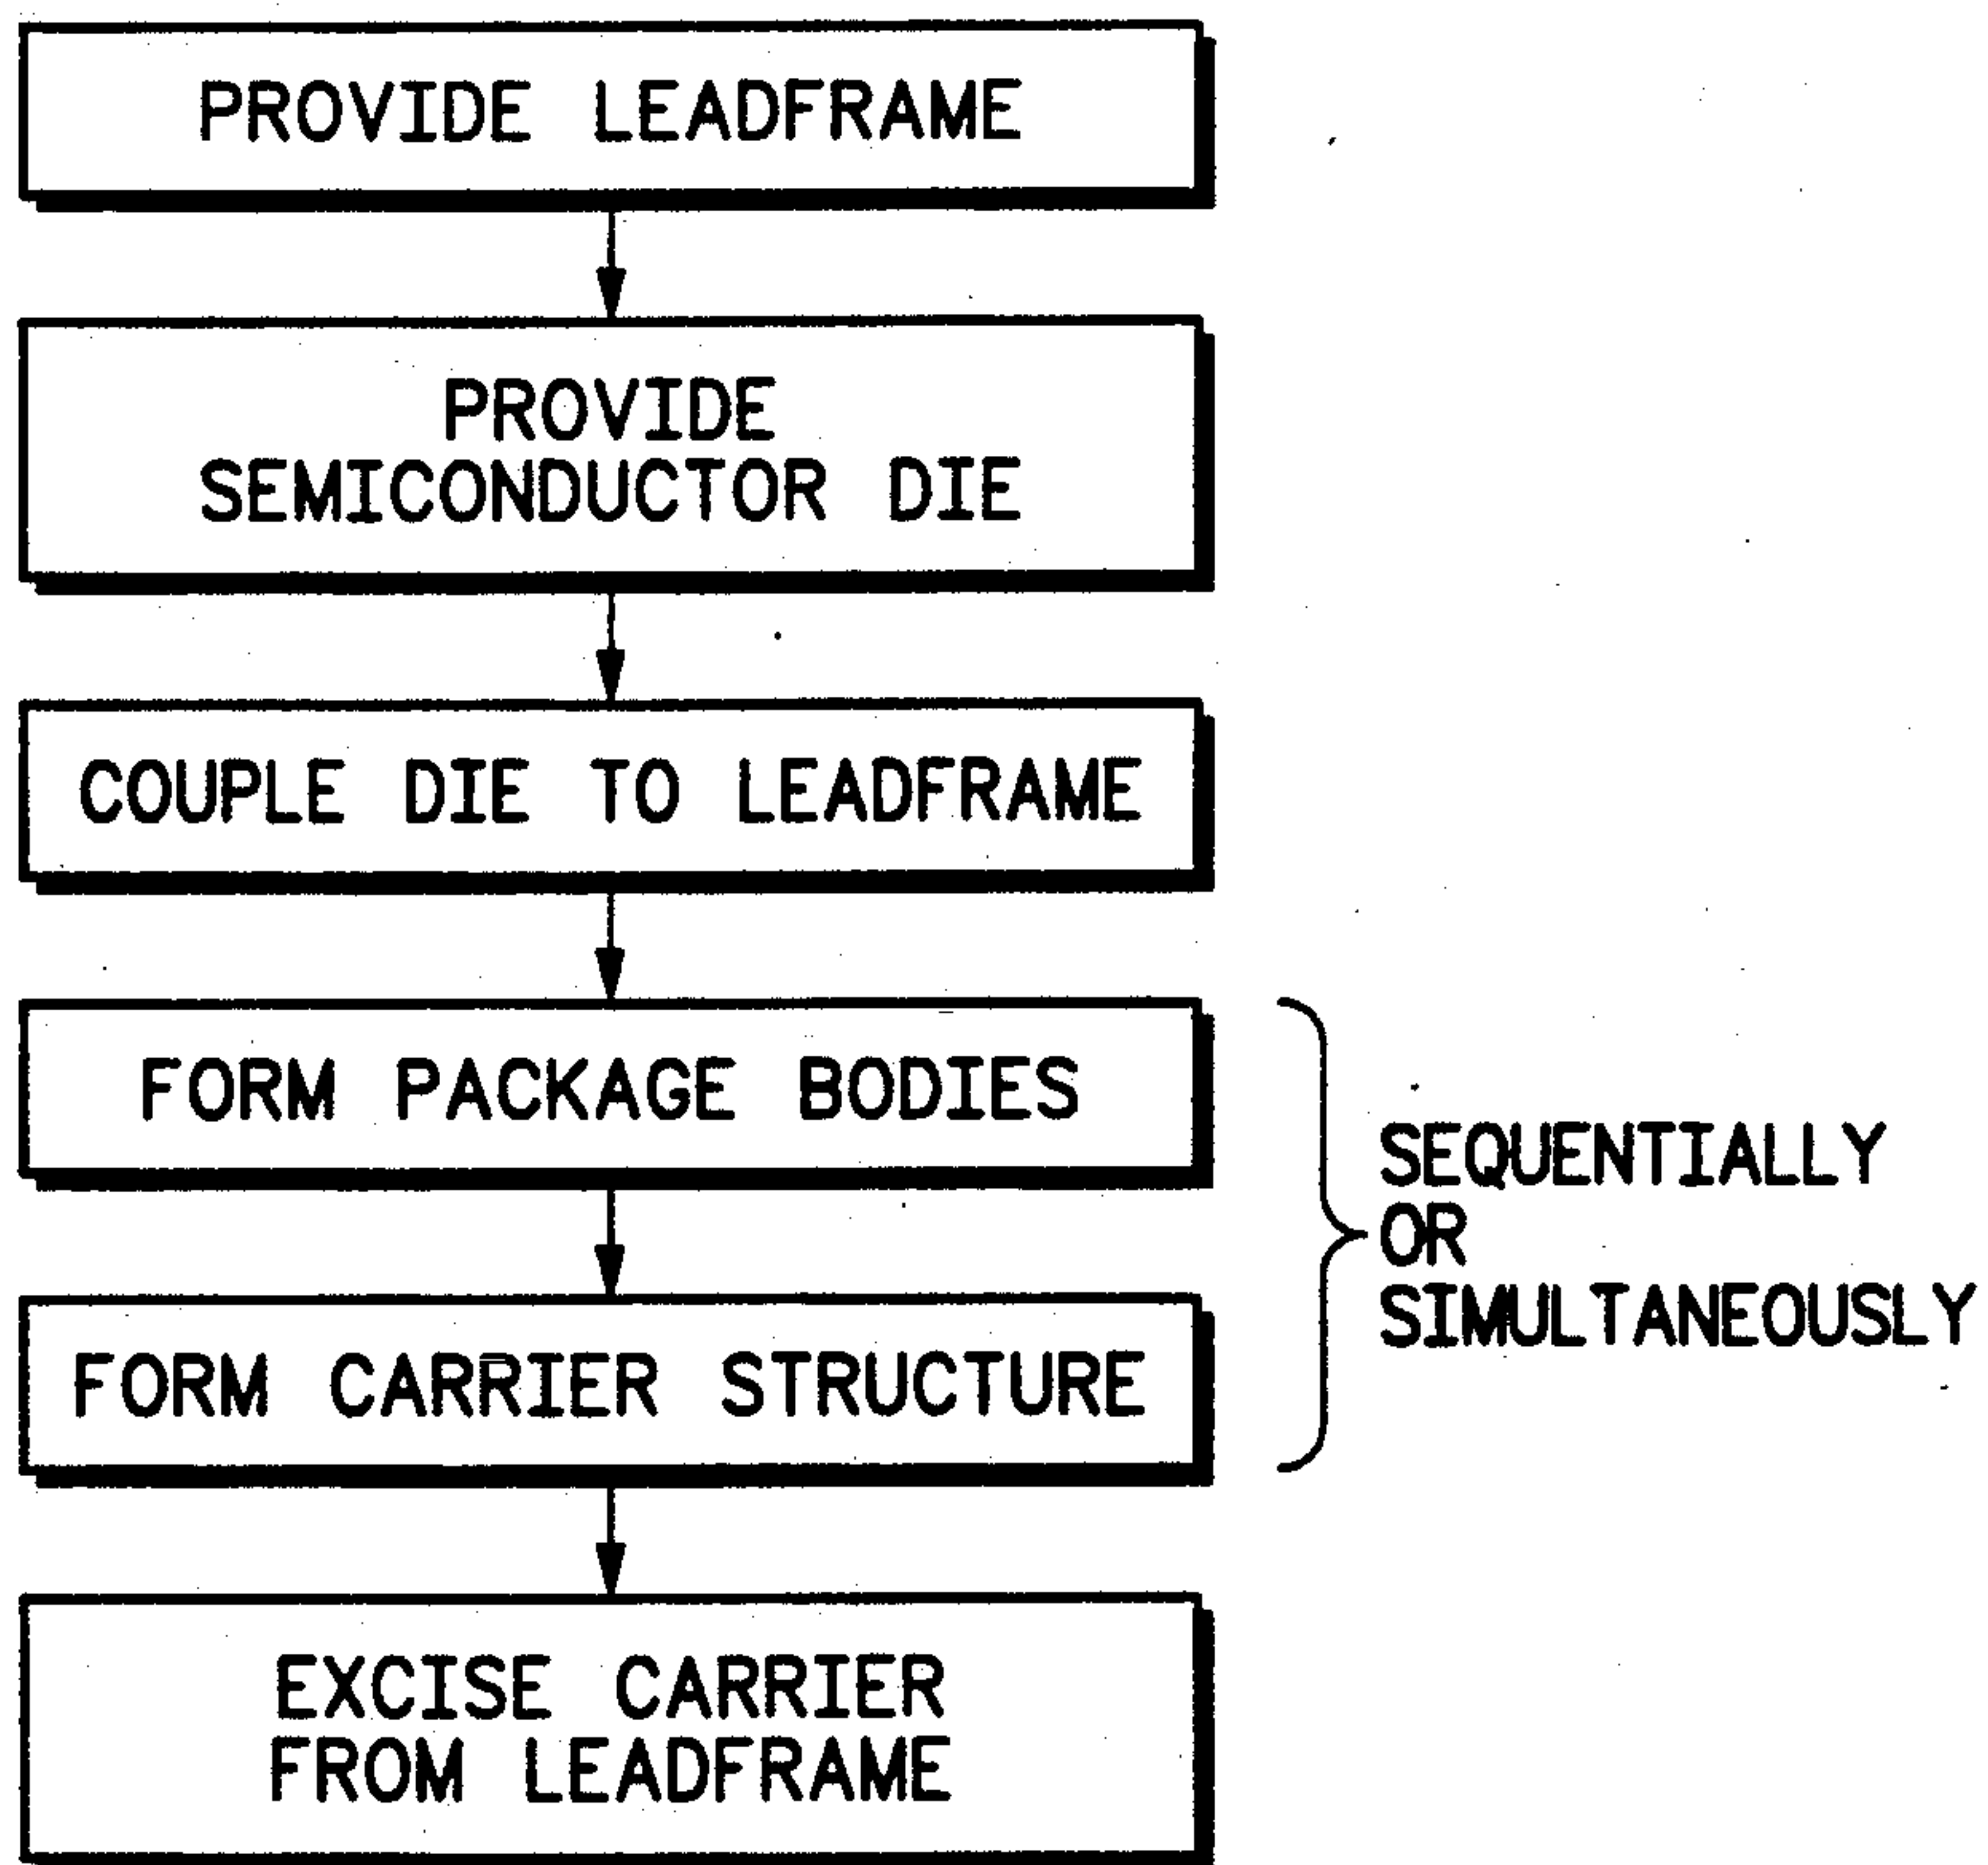 PROVIDE LEADFRAME
PROVIDE
SEMICONDUCTOR DIE
COUPLE DIE TO LEADFRAME
FORM PACKAGE BODIES
FORM CARRIER STRUCTURE
SEQUENTIALLY
OR
SIMULTANEOUSLY
EXCISE CARRIER
FROM LEADFRAME